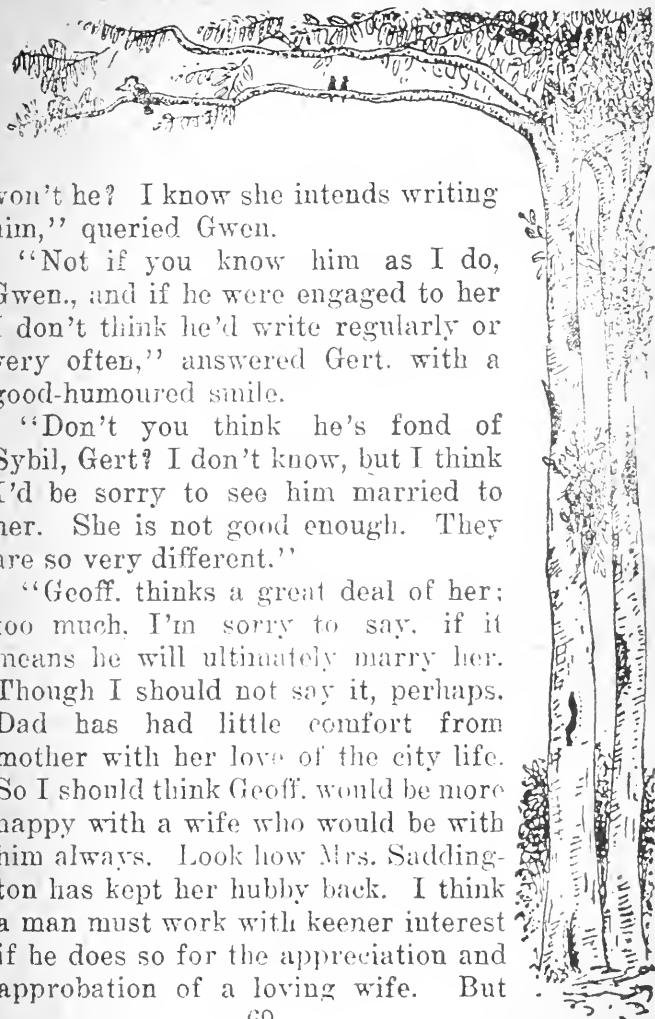 von't he? I know she intends writing
im," queried Gwen.
"Not if you know him as I do,
Gwen., and if he were engaged to her
I don't think he'd write regularly or
very often," answered Gert. with a
good-humoured smile.
"Don't you think he's fond of
Sybil, Gert? I don't know, but I think
I'd be sorry to see him married to
her. She is not good enough. They
are so very different."
"Geoff. thinks a great deal of her;
too much, I'm sorry to say, if it
means he will ultimately marry her.
Though I should not say it, perhaps.
Dad has had little comfort from
mother with her love of the city life.
So I should think Geoff. would be more
happy with a wife who would be with
him always. Look how Mrs. Sadding-
ton has kept her hubby back. I think
a man must work with keener interest
if he does so for the appreciation and
approbation of a loving wife. But